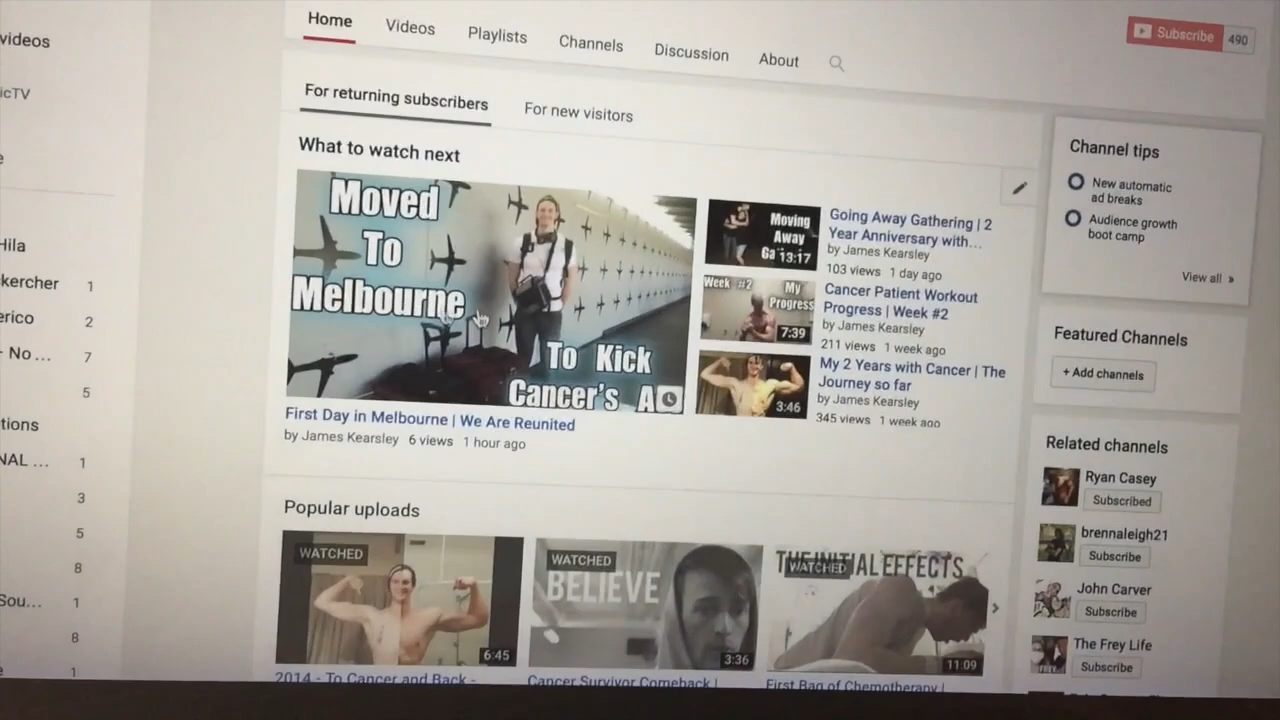 Home
Videos
Playlists
Channels
Discussion
About
Subscribe 490
videos
icTV
Hila
kercher 1
erico 2
- No ... 7
5
tions
NAL ... 1
3
5
8
Sou... 1
8
1
For returning subscribers
For new visitors
What to watch next
Moved
To
Melbourne
To Kick
Cancer's A
First Day in Melbourne | We Are Reunited
by James Kearsley 6 views 1 hour ago
Moving
Away
Ga
13:17
Going Away Gathering | 2
Year Anniversary with...
by James Kearsley
103 views 1 day ago
Week #2
My
Progress
7:39
Cancer Patient Workout
Progress | Week #2
by James Kearsley
211 views 1 week ago
3:46
My 2 Years with Cancer | The
Journey so far
by James Kearsley
345 views 1 week ago
Popular uploads
WATCHED
6:45
2014 - To Cancer and Back -
WATCHED
BELIEVE
3:36
Cancer Survivor Comeback |
THE INITIAL EFFECTS
WATCHED
11:09
First Bag of Chemotherapy |
Channel tips
New automatic
ad breaks
Audience growth
boot camp
View all »
Featured Channels
+ Add channels
Related channels
Ryan Casey
Subscribed
brennaleigh21
Subscribe
John Carver
Subscribe
The Frey Life
Subscribe